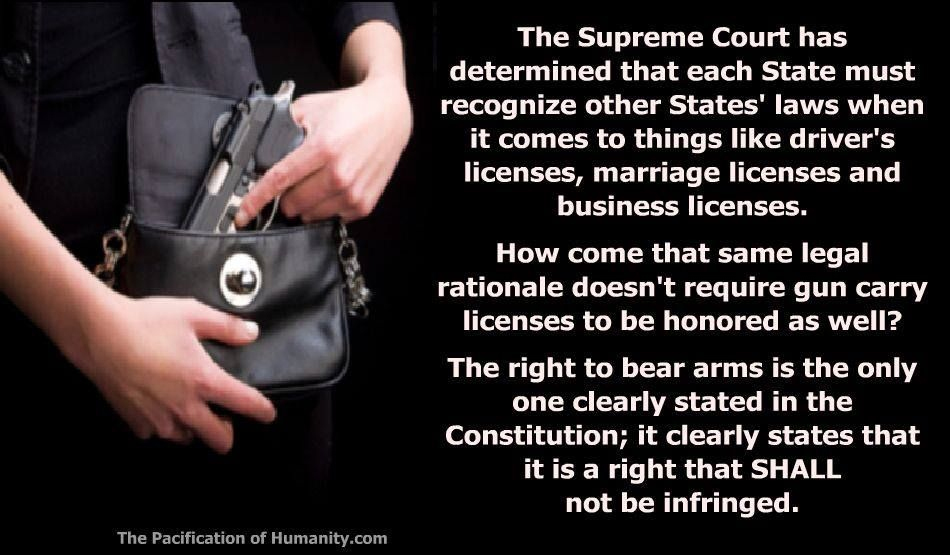 The Supreme Court has
determined that each State must
recognize other States' laws when
it comes to things like driver's
licenses, marriage licenses and
business licenses.
How come that same legal
rationale doesn't require gun carry
licenses to be honored as well?
The right to bear arms is the only
one clearly stated in the
Constitution; it clearly states that
it is a right that SHALL
not be infringed.
The Pacification of Humanity.com